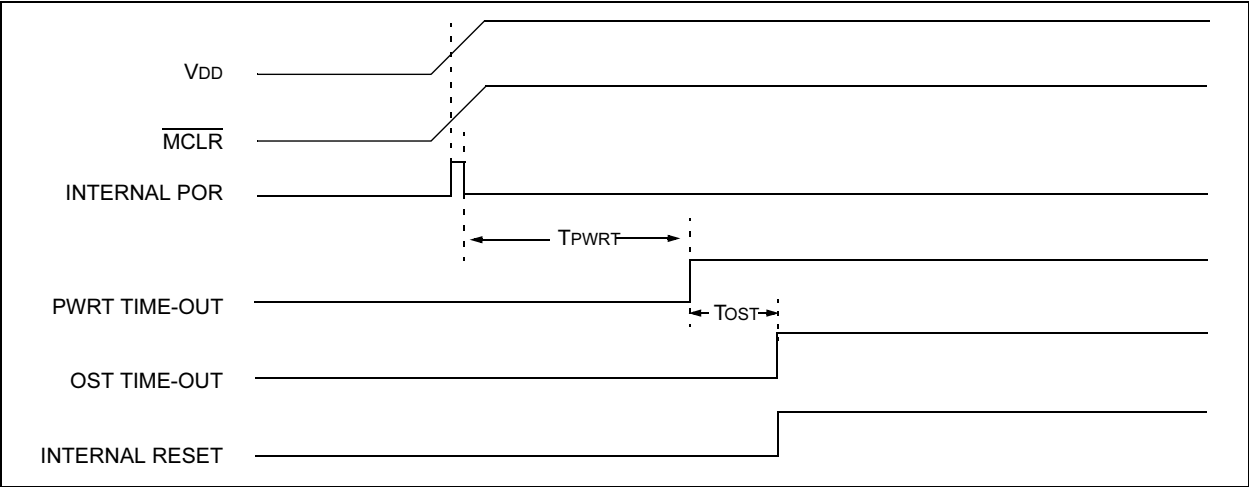 VDD
MCLR
INTERNAL POR
TPWRT
PWRT TIME-OUT
TOST
OST TIME-OUT
INTERNAL RESET